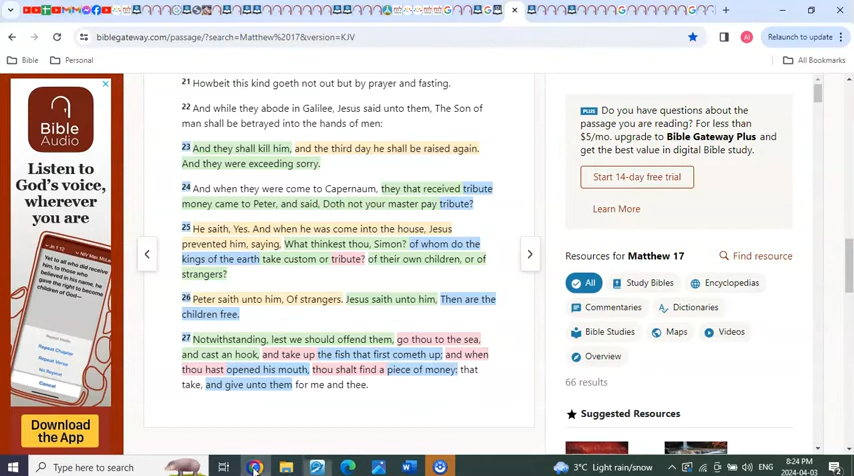 biblegateway.com/passage/?search=Matthew%2017&version=KJV
AI
Relaunch to update
Bible
Personal
All Bookmarks
Bible
AUDIO
Listen to
God's voice,
wherever
you are
Repeat Chapter
Repeat Verse
No Repeat
Cancel
Download
the App
21 Howbeit this kind goeth not out but by prayer and fasting.
22 And while they abode in Galilee, Jesus said unto them, The Son of
man shall be betrayed into the hands of men:
23 And they shall kill him, and the third day he shall be raised again.
And they were exceeding sorry.
24 And when they were come to Capernaum, they that received tribute
money came to Peter, and said, Doth not your master pay tribute?
25 He saith, Yes. And when he was come into the house, Jesus
prevented him, saying, What thinkest thou, Simon? of whom do the
kings of the earth take custom or tribute? of their own children, or of
strangers?
26 Peter saith unto him, Of strangers. Jesus saith unto him, Then are the
children free.
27 Notwithstanding, lest we should offend them, go thou to the sea,
and cast an hook, and take up the fish that first cometh up; and when
thou hast opened his mouth, thou shalt find a piece of money: that
take, and give unto them for me and thee.
PLUS Do you have questions about the
passage you are reading? For less than
$5/mo. upgrade to Bible Gateway Plus and
get the best value in digital Bible study.
Start 14-day free trial
Learn More
Resources for Matthew 17
Find resource
All
Study Bibles
Encyclopedias
Commentaries
Dictionaries
Bible Studies
Maps
Videos
Overview
66 results
Suggested Resources
Type here to search
3°C Light rain/snow
ENG
8:24 PM
2024-04-03